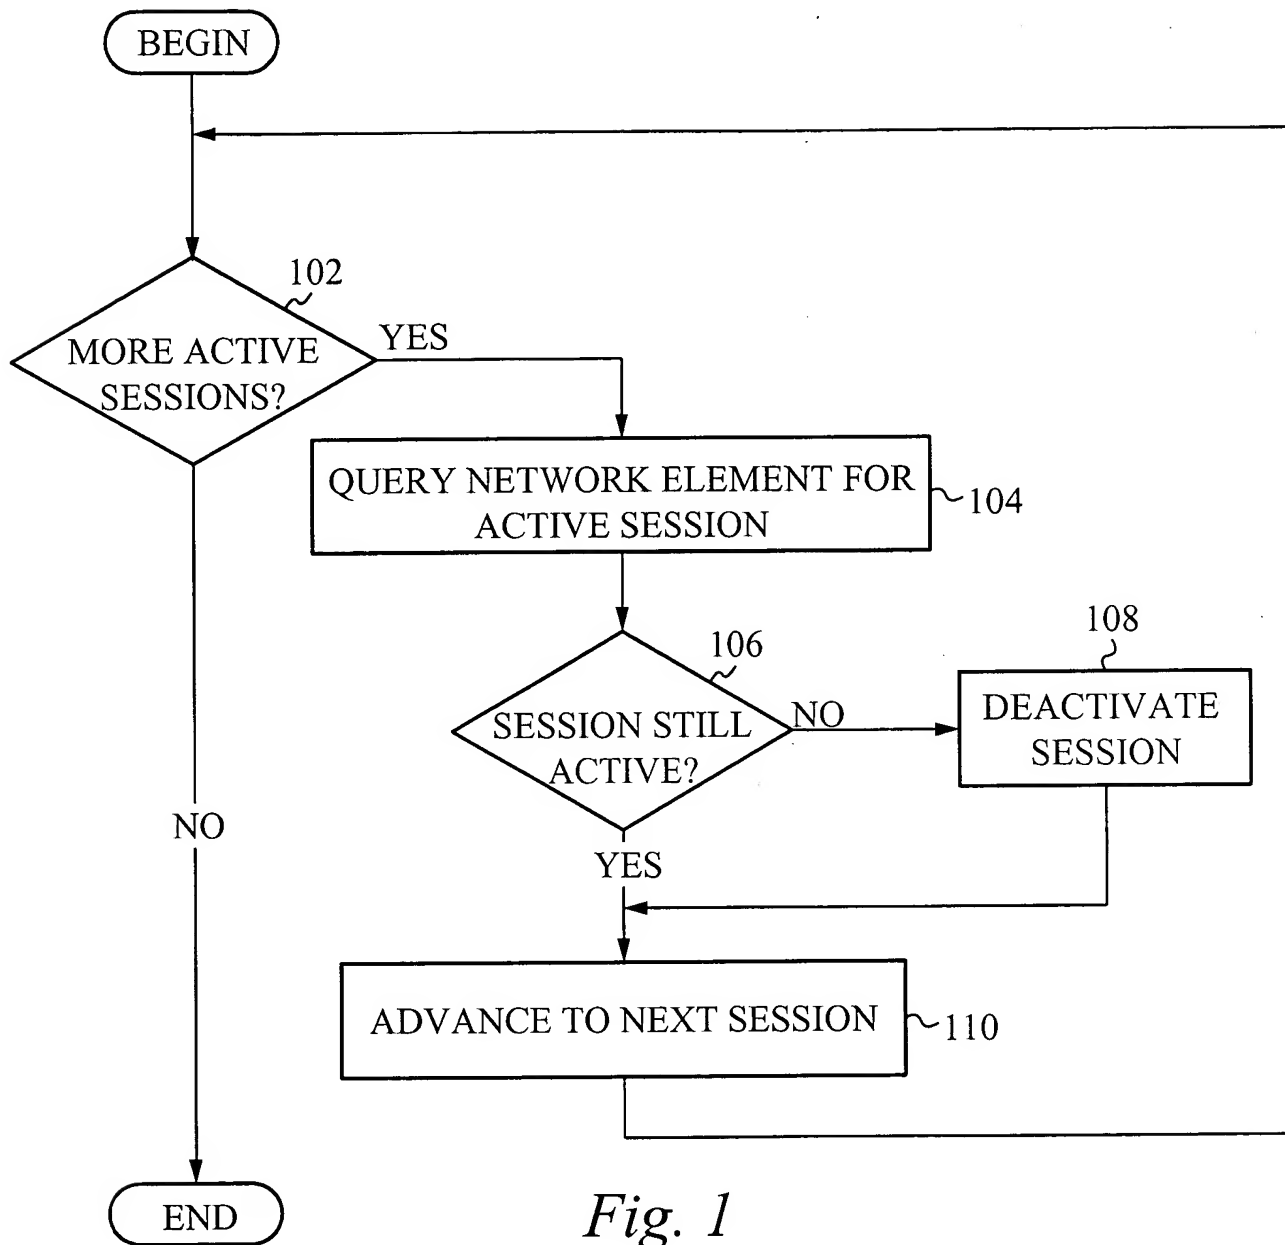 BEGIN
102
MORE ACTIVE
SESSIONS?
YES
QUERY NETWORK ELEMENT FOR
ACTIVE SESSION
104
106
SESSION STILL
ACTIVE?
NO
108
DEACTIVATE
SESSION
NO
YES
ADVANCE TO NEXT SESSION
110
END
Fig. 1